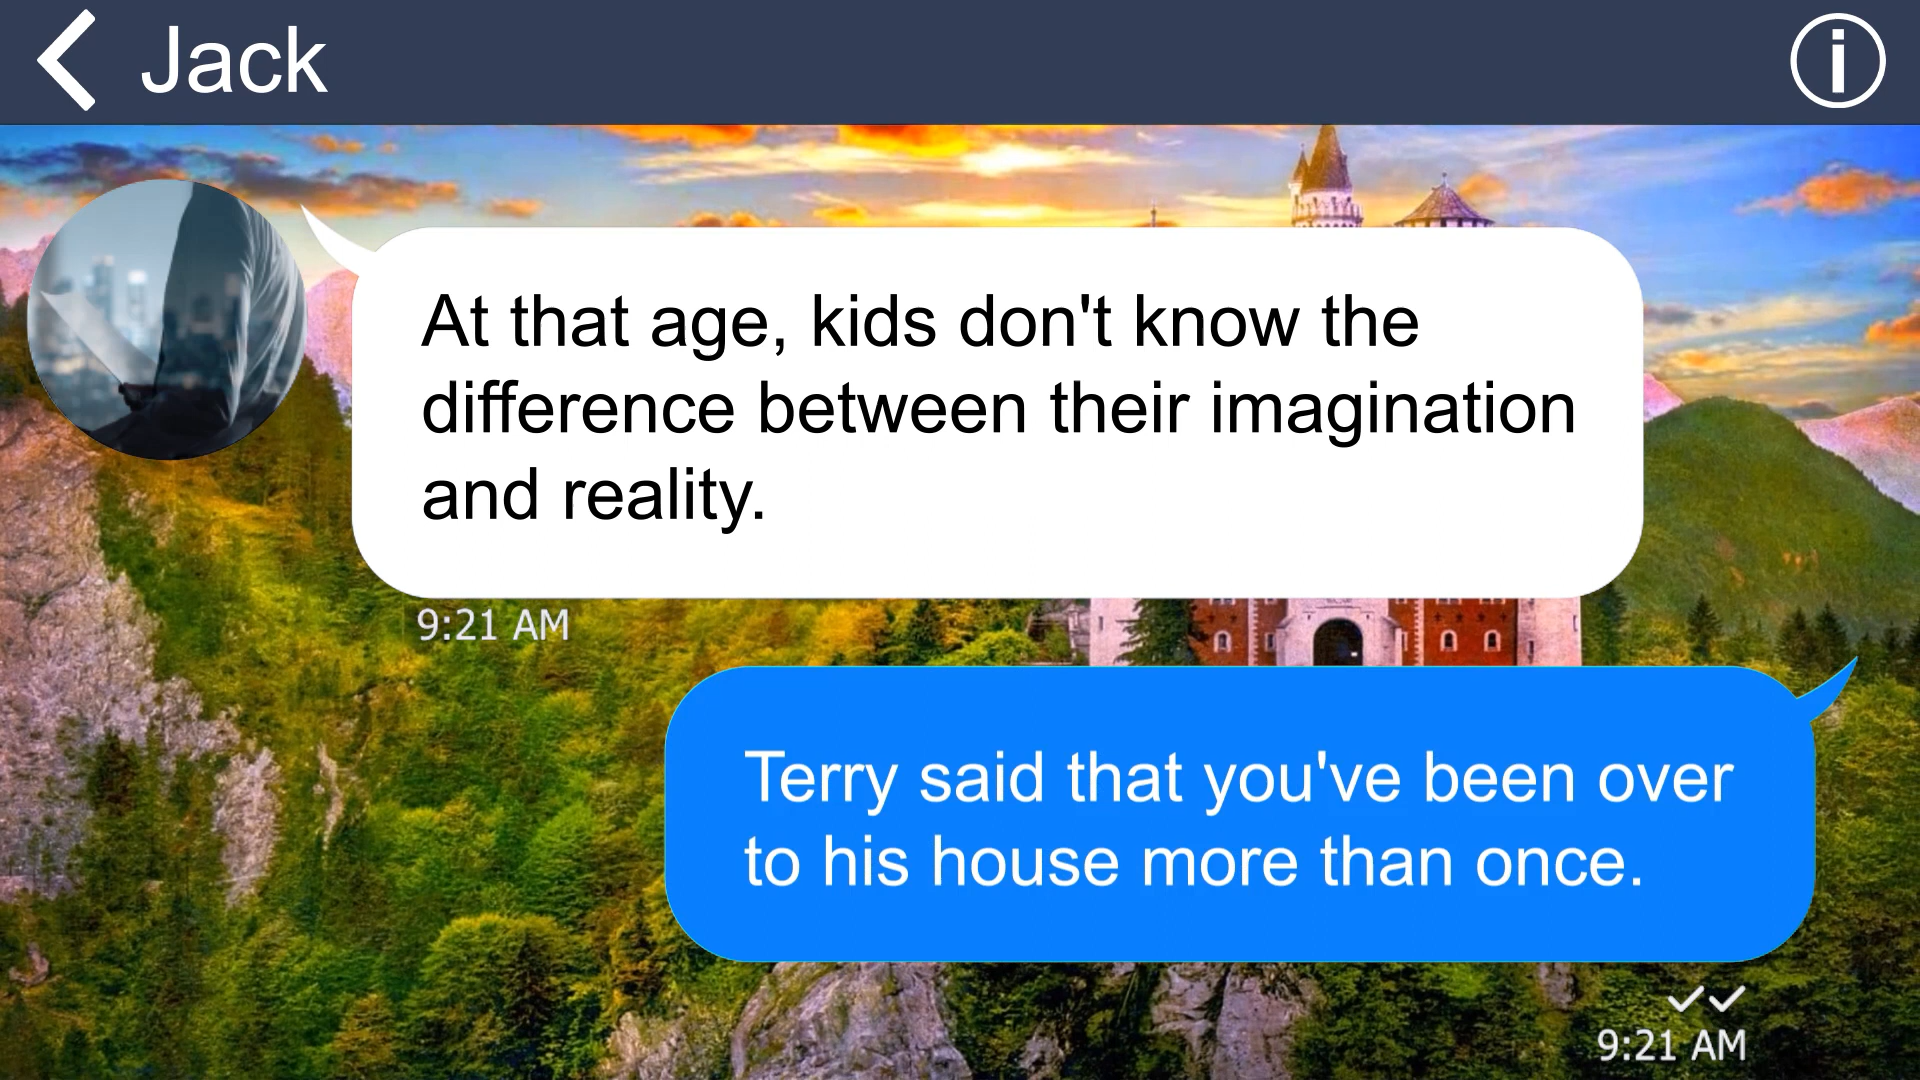 Jack
At that age, kids don't know the
difference between their imagination
and reality.
9:21 AM
Terry said that you've been over
to his house more than once.
9:21 AM